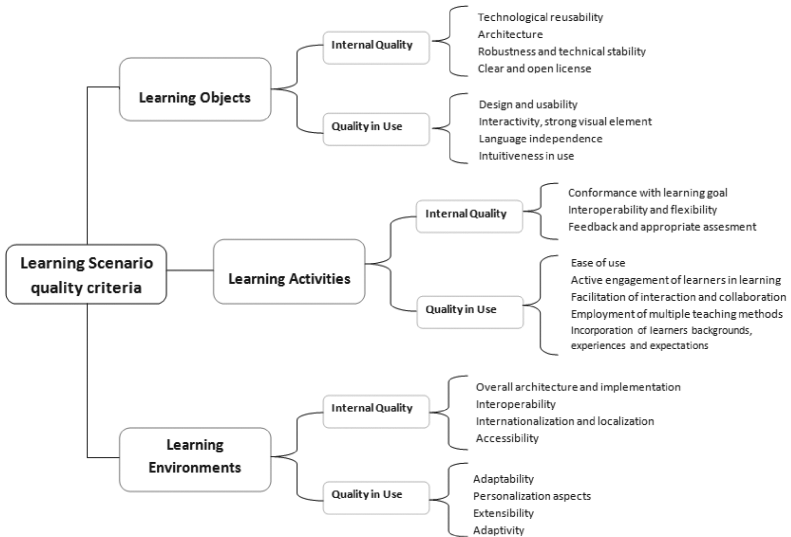 Learning Scenario
quality criteria
Learning Objects
Internal Quality
Technological reusability
Architecture
Robustness and technical stability
Clear and open license
Quality in Use
Design and usability
Interactivity, strong visual element
Language independence
Intuitiveness in use
Learning Activities
Internal Quality
Conformance with learning goal
Interoperability and flexibility
Feedback and appropriate assesment
Quality in Use
Ease of use
Active engagement of learners in learning
Facilitation of interaction and collaboration
Employment of multiple teaching methods
Incorporation of learners backgrounds,
experiences and expectations
Learning
Environments
Internal Quality
Overall architecture and implementation
Interoperability
Internationalization and localization
Accessibility
Quality in Use
Adaptability
Personalization aspects
Extensibility
Adaptivity